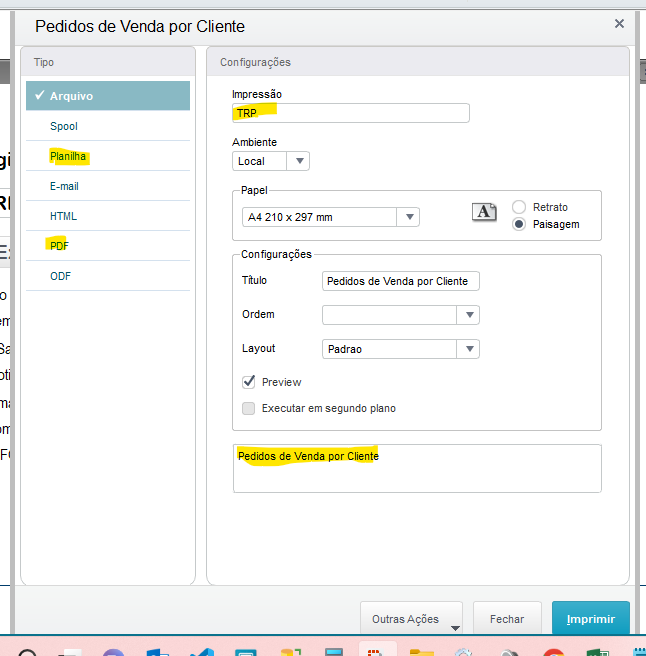 Pedidos de Venda por Cliente
Tipo
Arquivo
Spool
Planilha
E-mail
HTML
PDF
ODF
Configurações
Impressão
TRP
Ambiente
Local
Papel
A4 210 x 297 mm
A
Retrato
Paisagem
Configurações
Título
Pedidos de Venda por Cliente
Ordem
Layout
Padrao
Preview
Executar em segundo plano
Pedidos de Venda por Cliente
Outras Ações
Fechar
Imprimir